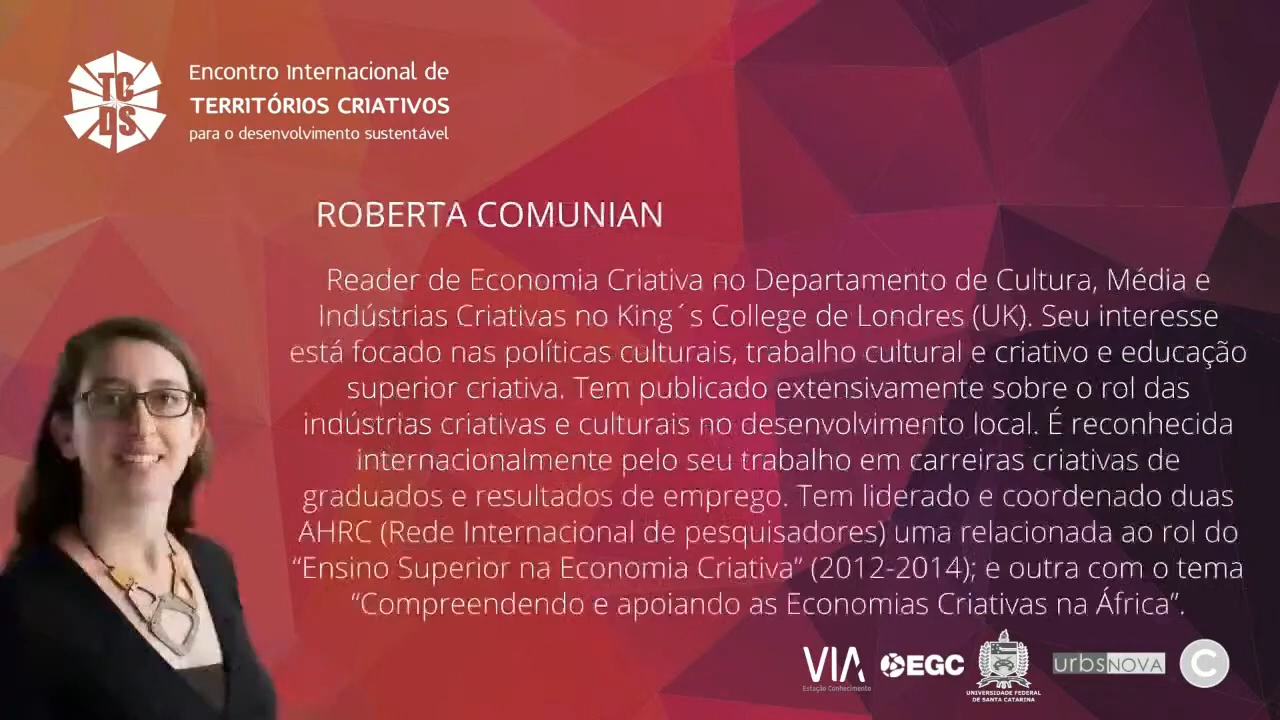 TC
DS
Encontro Internacional de
TERRITÓRIOS CRIATIVOS
para o desenvolvimento sustentável
ROBERTA COMUNIAN
Reader de Economia Criativa no Departamento de Cultura, Média e
Indústrias Criativas no King´s College de Londres (UK). Seu interesse
está focado nas políticas culturais, trabalho cultural e criativo e educação
superior criativa. Tem publicado extensivamente sobre o rol das
indústrias criativas e culturais no desenvolvimento local. É reconhecida
internacionalmente pelo seu trabalho em carreiras criativas de
graduados e resultados de emprego. Tem liderado e coordenado duas
AHRC (Rede Internacional de pesquisadores) uma relacionada ao rol do
“Ensino Superior na Economia Criativa” (2012-2014); e outra com o tema
“Compreendendo e apoiando as Economias Criativas na África”.
VIA
Estação Conhecimento
EGC
UNIVERSIDADE FEDERAL
DE SANTA CATARINA
urbsNOVA
C